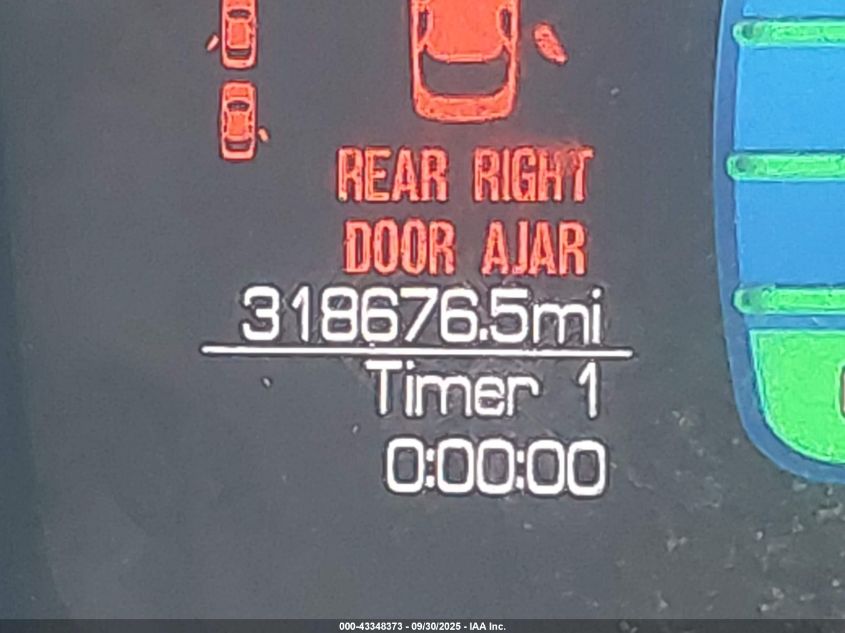 REAR RIGHT
DOOR AJAR
318676.5mi
Timer 1
0:00:00
000-43348373 - 09/30/2025 - IAA Inc.